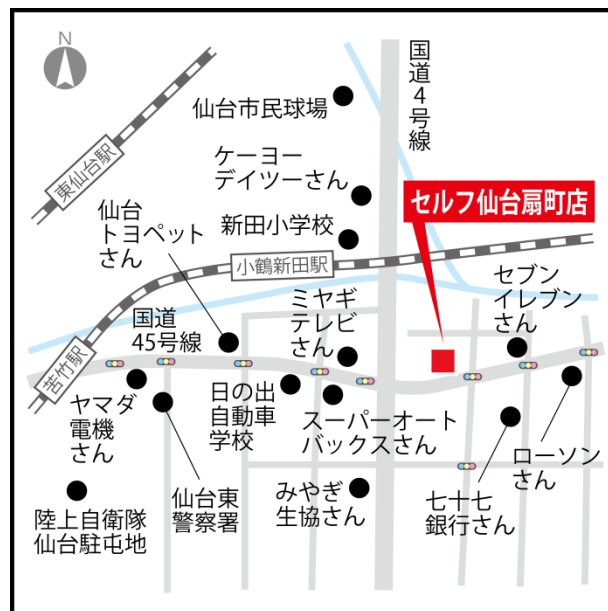 N
国道4号線
仙台市民球場
東仙台駅
ケーヨー
デイツーさん
セルフ仙台扇町店
仙台
トヨペット
さん
新田小学校
小鶴新田駅
セブン
イレブン
さん
ミヤギ
テレビ
さん
国道
45号線
苦竹駅
ヤマダ
電機
さん
日の出
自動車
学校
スーパーオート
バックスさん
ローソン
さん
陸上自衛隊
仙台駐屯地
仙台東
警察署
みやぎ
生協さん
七十七
銀行さん